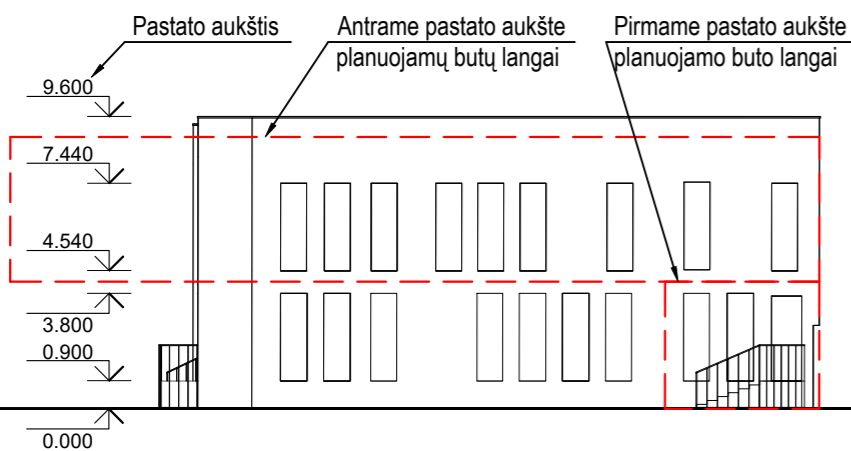 Pastato aukštis
Antrame pastato aukšte
planuojamų butų langai
Pirmame pastato aukšte
planuojamo buto langai
9.600
7.440
4.540
3.800
0.900
0.000